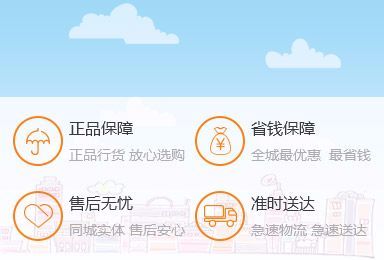 正品保障
正品行货 放心选购
省钱保障
全城最优惠 最省钱
售后无忧
同城实体 售后安心
准时送达
急速物流 急速送达
¥